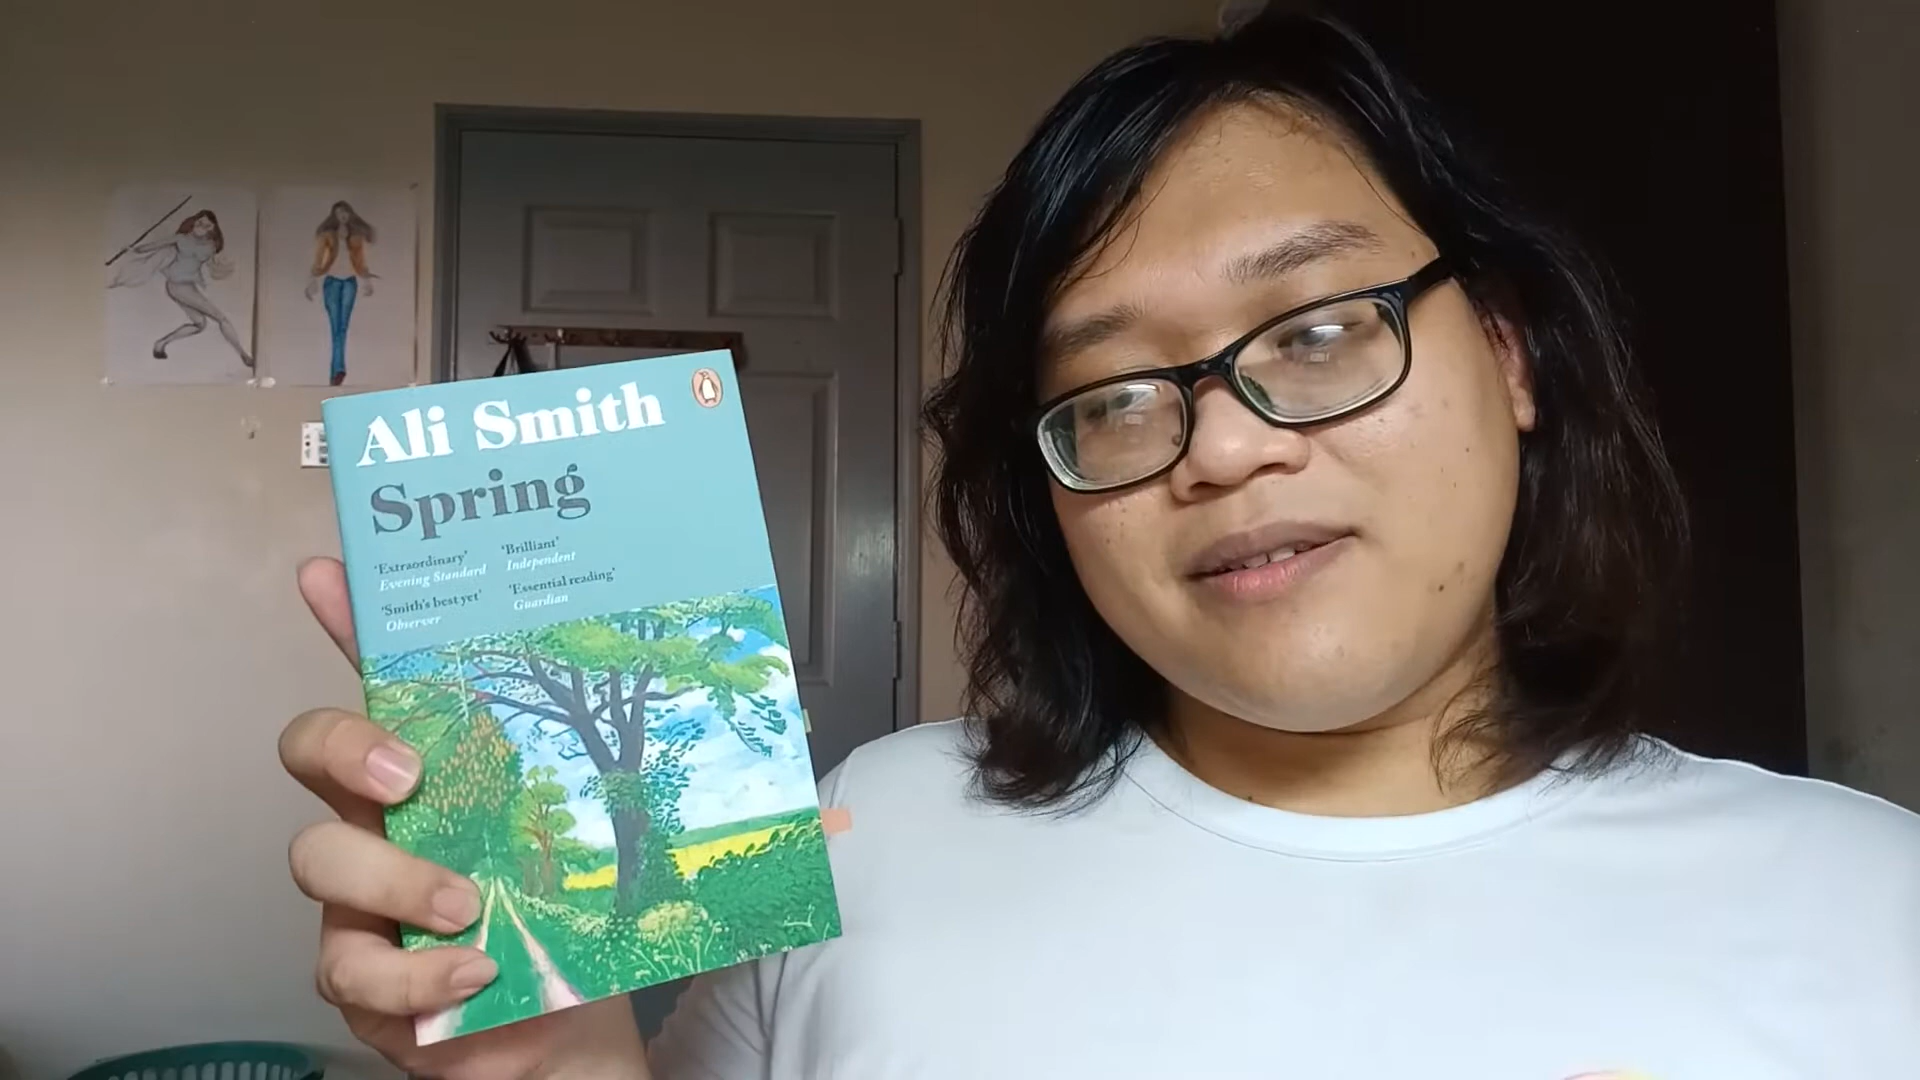 Ali Smith
Spring
'Extraordinary'
Evening Standard
'Brilliant'
Independent
'Smith's best yet'
Observer
'Essential reading'
Guardian